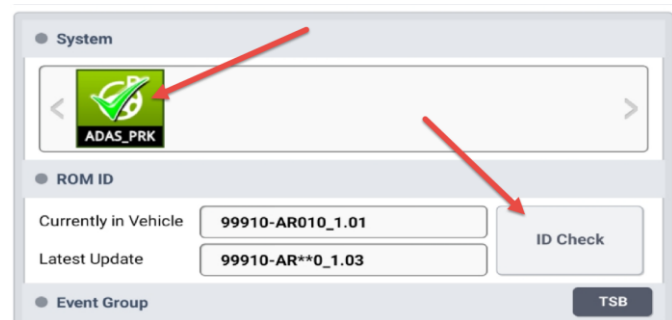 System
<
ADAS_PRK
>
ROM ID
Currently in Vehicle 99910-AR010_1.01
ID Check
Latest Update 99910-AR**0_1.03
Event Group TSB